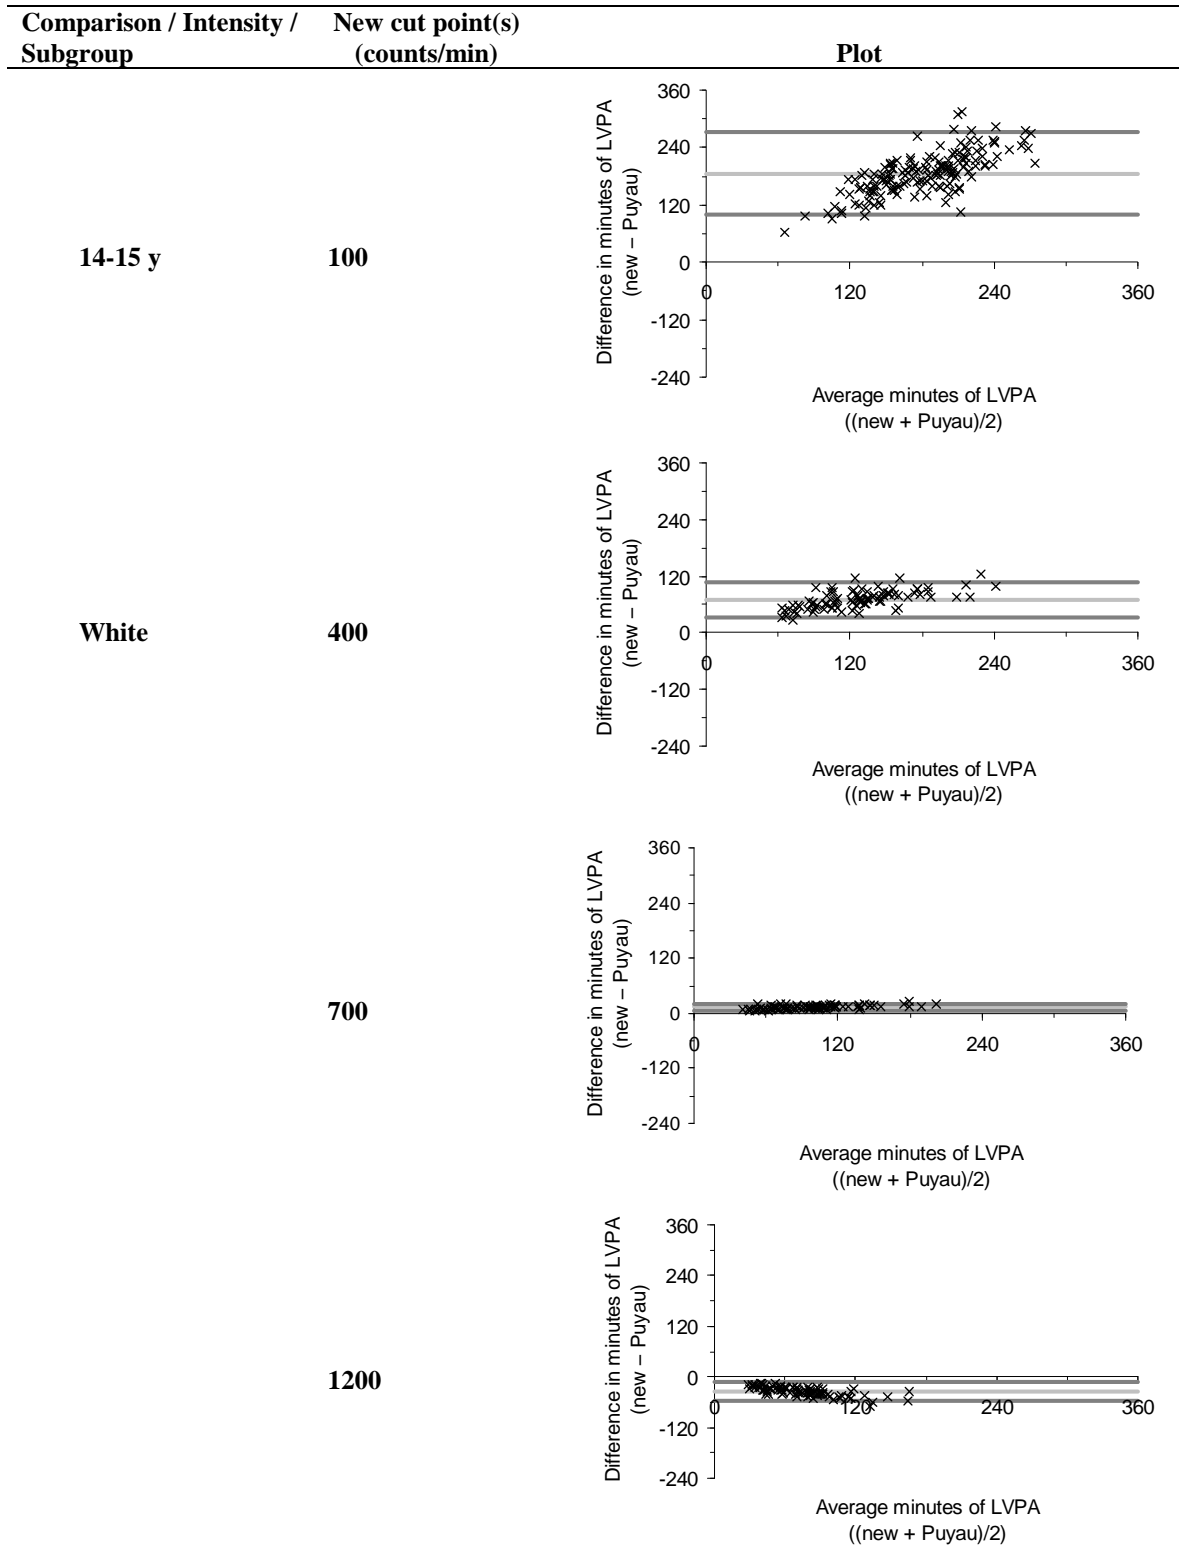 Comparison / Intensity / New cut point(s)
Subgroup (counts/min) Plot
14-15 y 100
Difference in minutes of LVPA
(new – Puyau)
360
240
120
0
-120
-240
0 120 240 360
Average minutes of LVPA
((new + Puyau)/2)
White 400
Difference in minutes of LVPA
(new – Puyau)
360
240
120
0
-120
-240
0 120 240 360
Average minutes of LVPA
((new + Puyau)/2)
700
Difference in minutes of LVPA
(new – Puyau)
360
240
120
0
-120
-240
0 120 240 360
Average minutes of LVPA
((new + Puyau)/2)
1200
Difference in minutes of LVPA
(new – Puyau)
360
240
120
0
-120
-240
0 120 240 360
Average minutes of LVPA
((new + Puyau)/2)